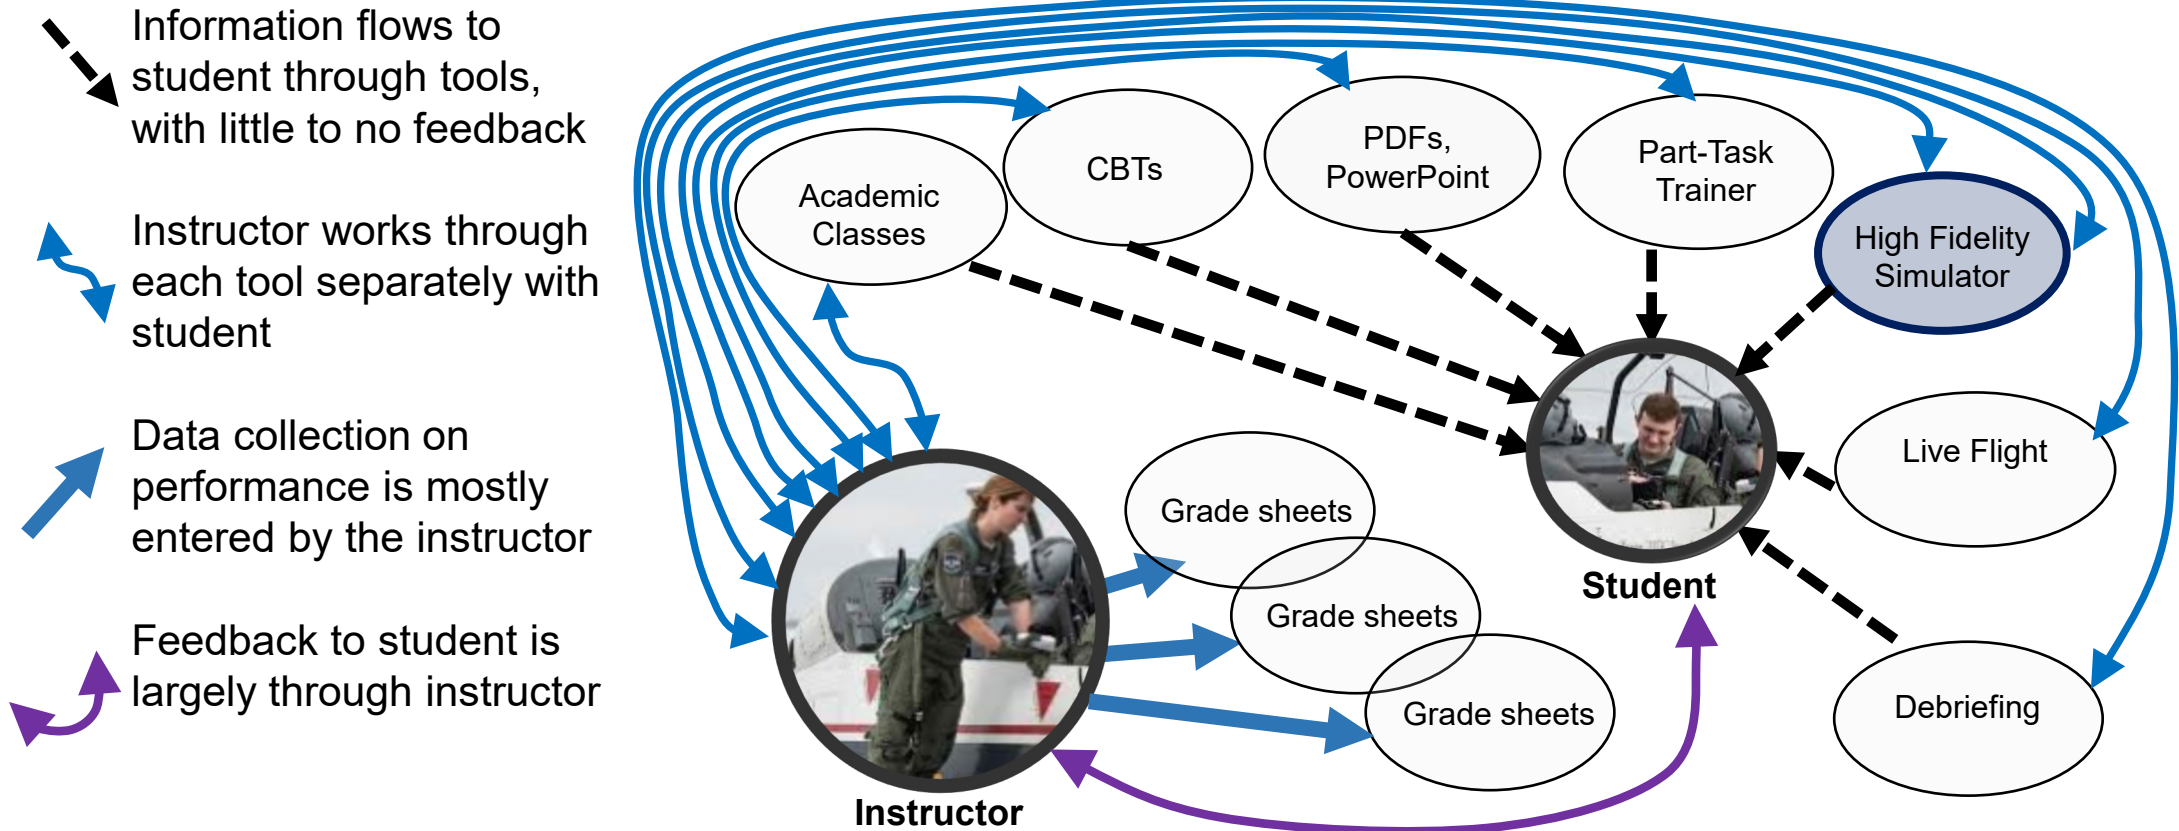 Information flows to
student through tools,
with little to no feedback
Instructor works through
each tool separately with
student
Data collection on
performance is mostly
entered by the instructor
Feedback to student is
largely through instructor
Academic
Classes
CBTs
PDFs,
PowerPoint
Part-Task
Trainer
High Fidelity
Simulator
Live Flight
Debriefing
Student
Grade sheets
Grade sheets
Grade sheets
Instructor